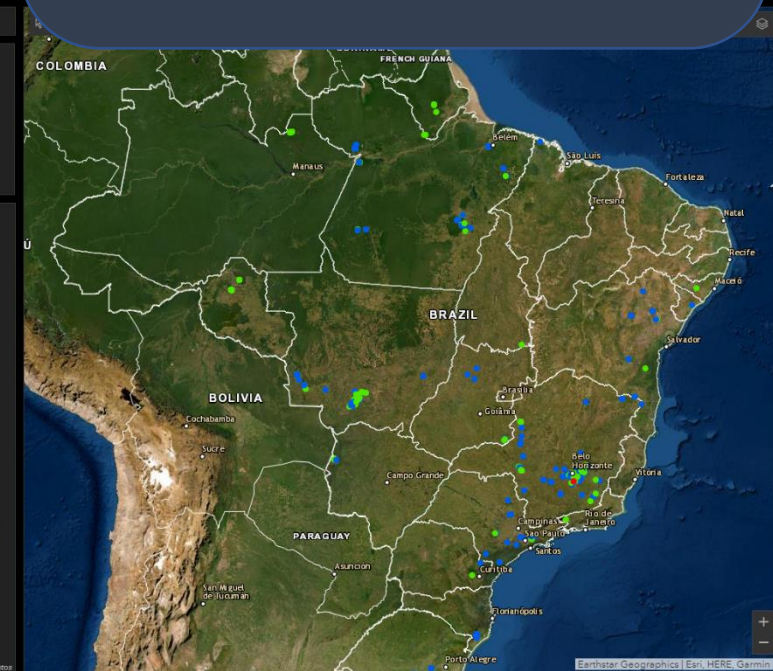 FRENCH GUIANA
COLOMBIA
Belém
São Luís
Manaus
Fortaleza
Teresina
Natal
Ú
Recife
Maceió
BRAZIL
Salvador
Brasília
BOLIVIA
Goiânia
Cochabamba
Sucre
Belo
Horizonte
Vitória
Campo Grande
Rio de
Janeiro
Campinas
São Paulo
PARAGUAY
Santos
Asunción
Curitiba
San Miguel
de Tucumán
Florianópolis
Porto Alegre
+
−
Earthstar Geographics | Esri, HERE, Garmin
tos